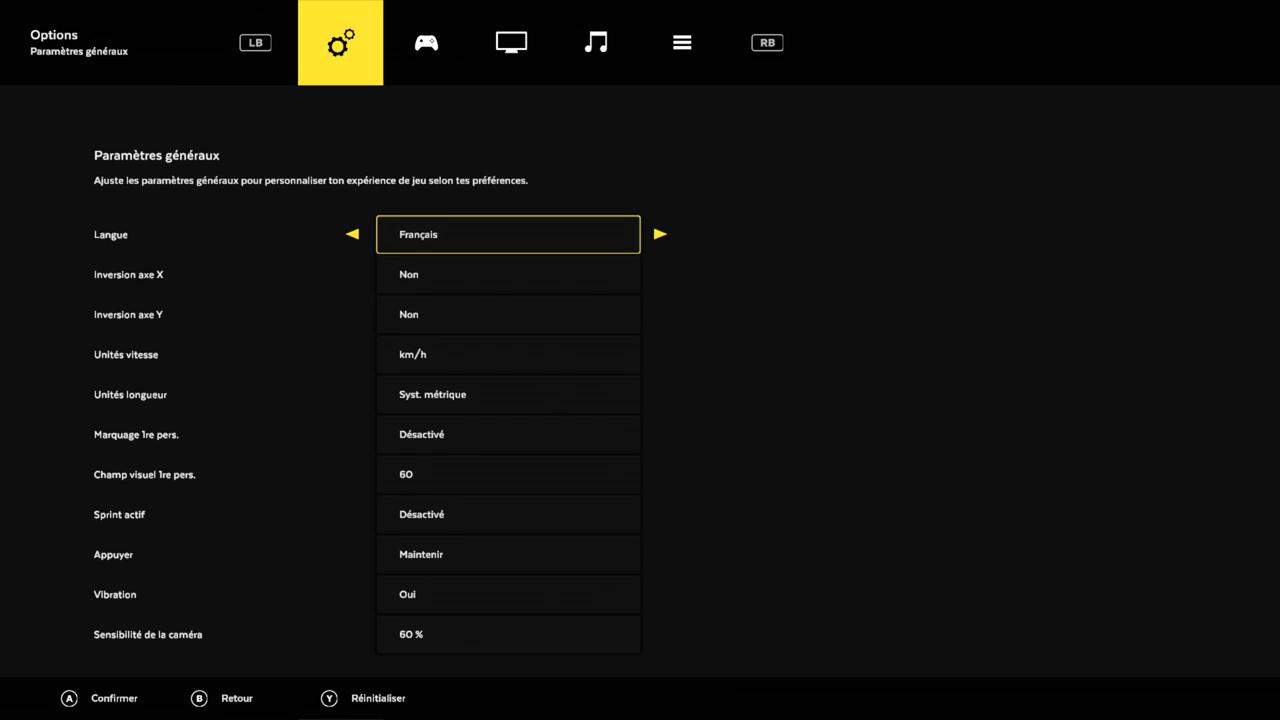 Options
Paramètres généraux
LB
RB
Paramètres généraux
Ajuste les paramètres généraux pour personnaliser ton expérience de jeu selon tes préférences.
Langue Français
Inversion axe X Non
Inversion axe Y Non
Unités vitesse km/h
Unités longueur Syst. métrique
Marquage 1re pers. Désactivé
Champ visuel 1re pers. 60
Sprint actif Désactivé
Appuyer Maintenir
Vibration Oui
Sensibilité de la caméra 60 %
A Confirmer B Retour Y Réinitialiser